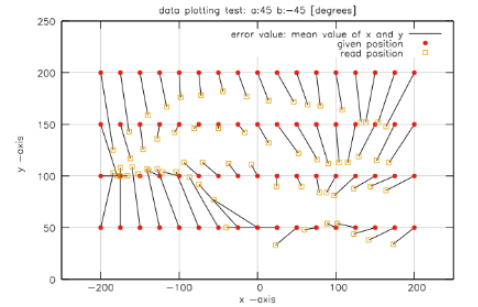 data plotting test: a:45 b:−45 [degrees]
error value: mean value of x and y
given position
read position
250
200
150
100
50
0
y −axis
−200
−100
0
100
200
x −axis